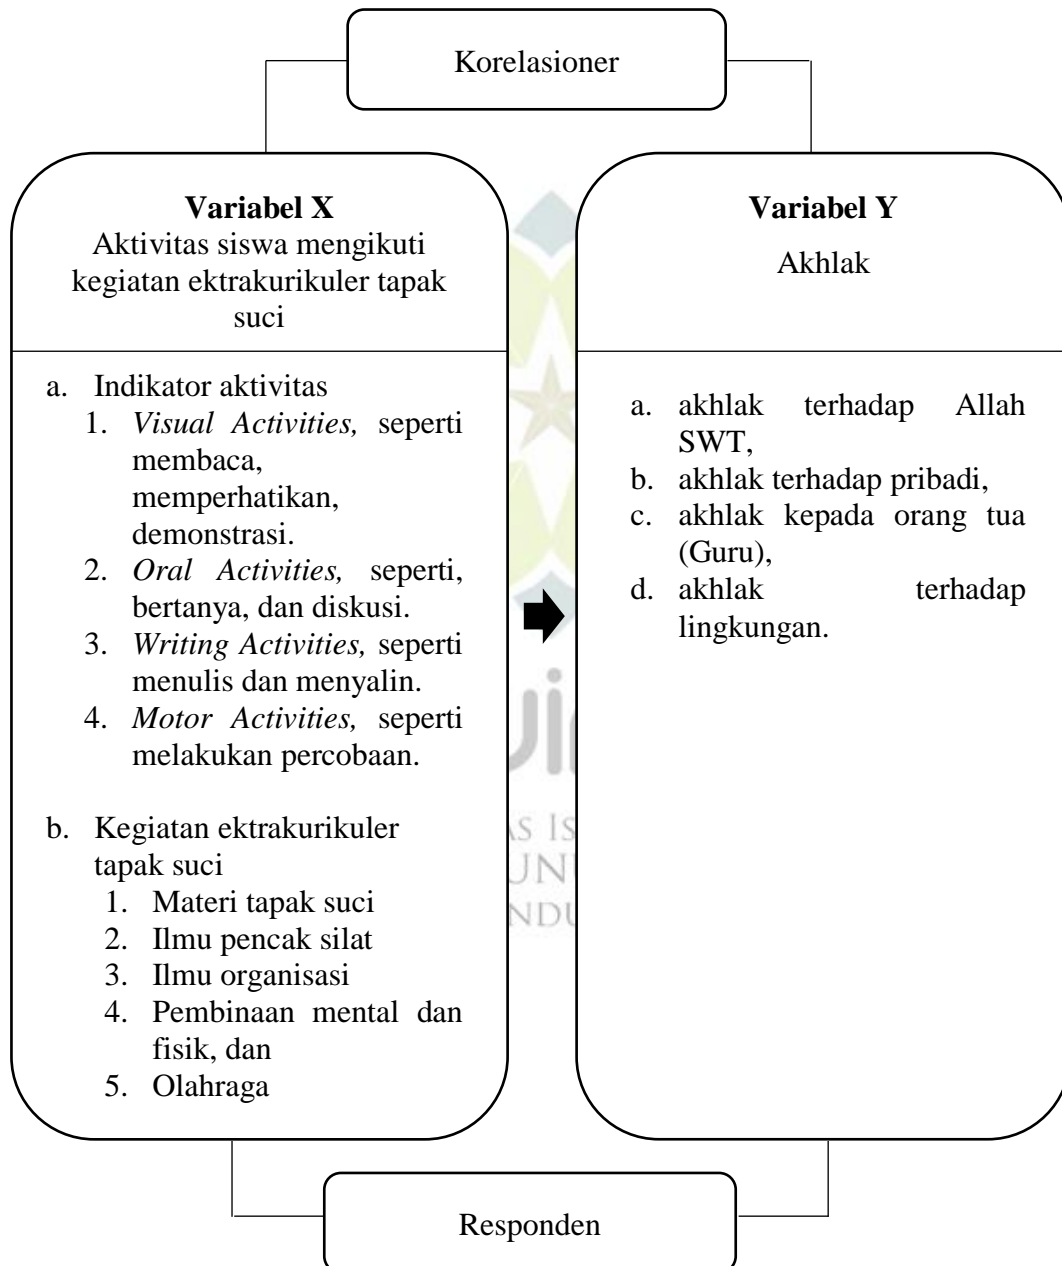 Korelasioner
Variabel X
Aktivitas siswa mengikuti
kegiatan ektrakurikuler tapak
suci
a. Indikator aktivitas
1. Visual Activities, seperti
membaca,
memperhatikan,
demonstrasi.
2. Oral Activities, seperti,
bertanya, dan diskusi.
3. Writing Activities, seperti
menulis dan menyalin.
4. Motor Activities, seperti
melakukan percobaan.
b. Kegiatan ektrakurikuler
tapak suci
1. Materi tapak suci
2. Ilmu pencak silat
3. Ilmu organisasi
4. Pembinaan mental dan
fisik, dan
5. Olahraga
Variabel Y
Akhlak
a. akhlak terhadap Allah
SWT,
b. akhlak terhadap pribadi,
c. akhlak kepada orang tua
(Guru),
d. akhlak terhadap
lingkungan.
Responden